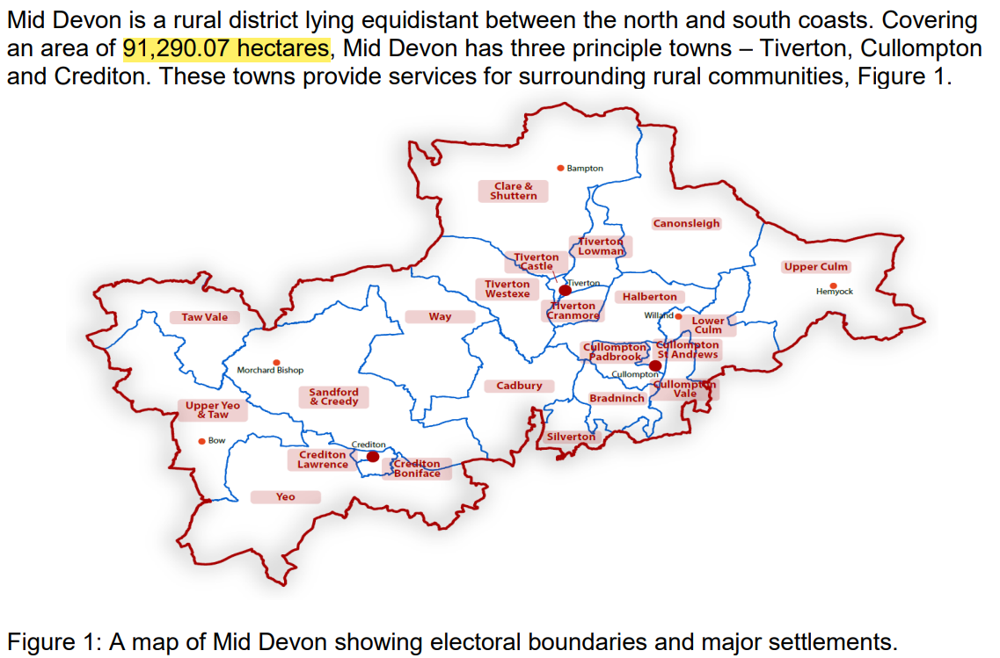 Mid Devon is a rural district lying equidistant between the north and south coasts. Covering
an area of 91,290.07 hectares, Mid Devon has three principle towns – Tiverton, Cullompton
and Crediton. These towns provide services for surrounding rural communities, Figure 1.
Bampton
Clare &
Shuttern
Canonsleigh
Tiverton
Lowman
Tiverton
Castle
Upper Culm
Tiverton
Westexe
Tiverton
Hemyock
Halberton
Tiverton
Cranmore
Taw Vale
Way
Willand
Lower
Culm
Cullompton
Padbrook
Cullompton
St Andrews
Morchard Bishop
Cullompton
Cadbury
Cullompton
Vale
Sandford
& Creedy
Bradninch
Upper Yeo
& Taw
Silverton
Bow
Crediton
Crediton
Lawrence
Crediton
Boniface
Yeo
Figure 1: A map of Mid Devon showing electoral boundaries and major settlements.